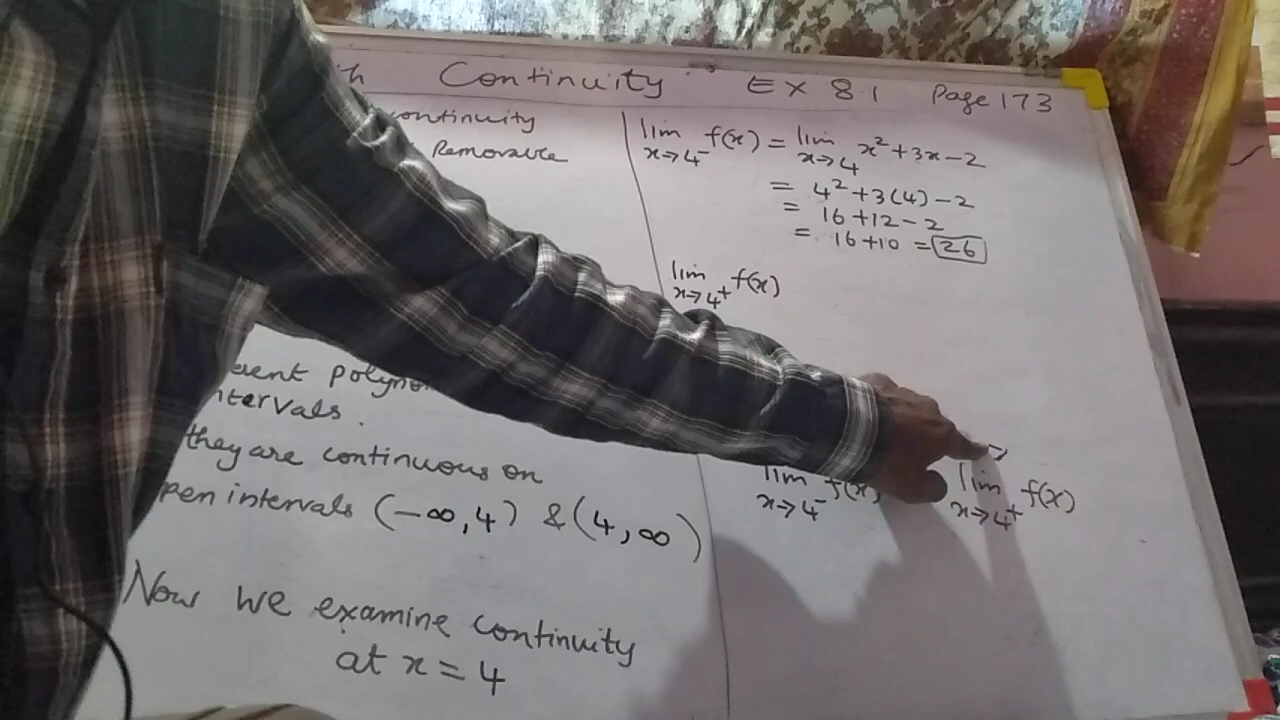 Continuity EX 8.1 Page 173
Removable
erent
intervals.
they are continuous on
pen intervals (-∞,4) & (4,∞)
Now we examine continuity
at x = 4
lim x→4⁻ f(x) = lim x→4 x²+3x-2
= 4²+3(4)-2
= 16+12-2
= 16+10 = 26
lim x→4⁺ f(x)
lim x→4⁻ f(x) lim x→4⁺ f(x)